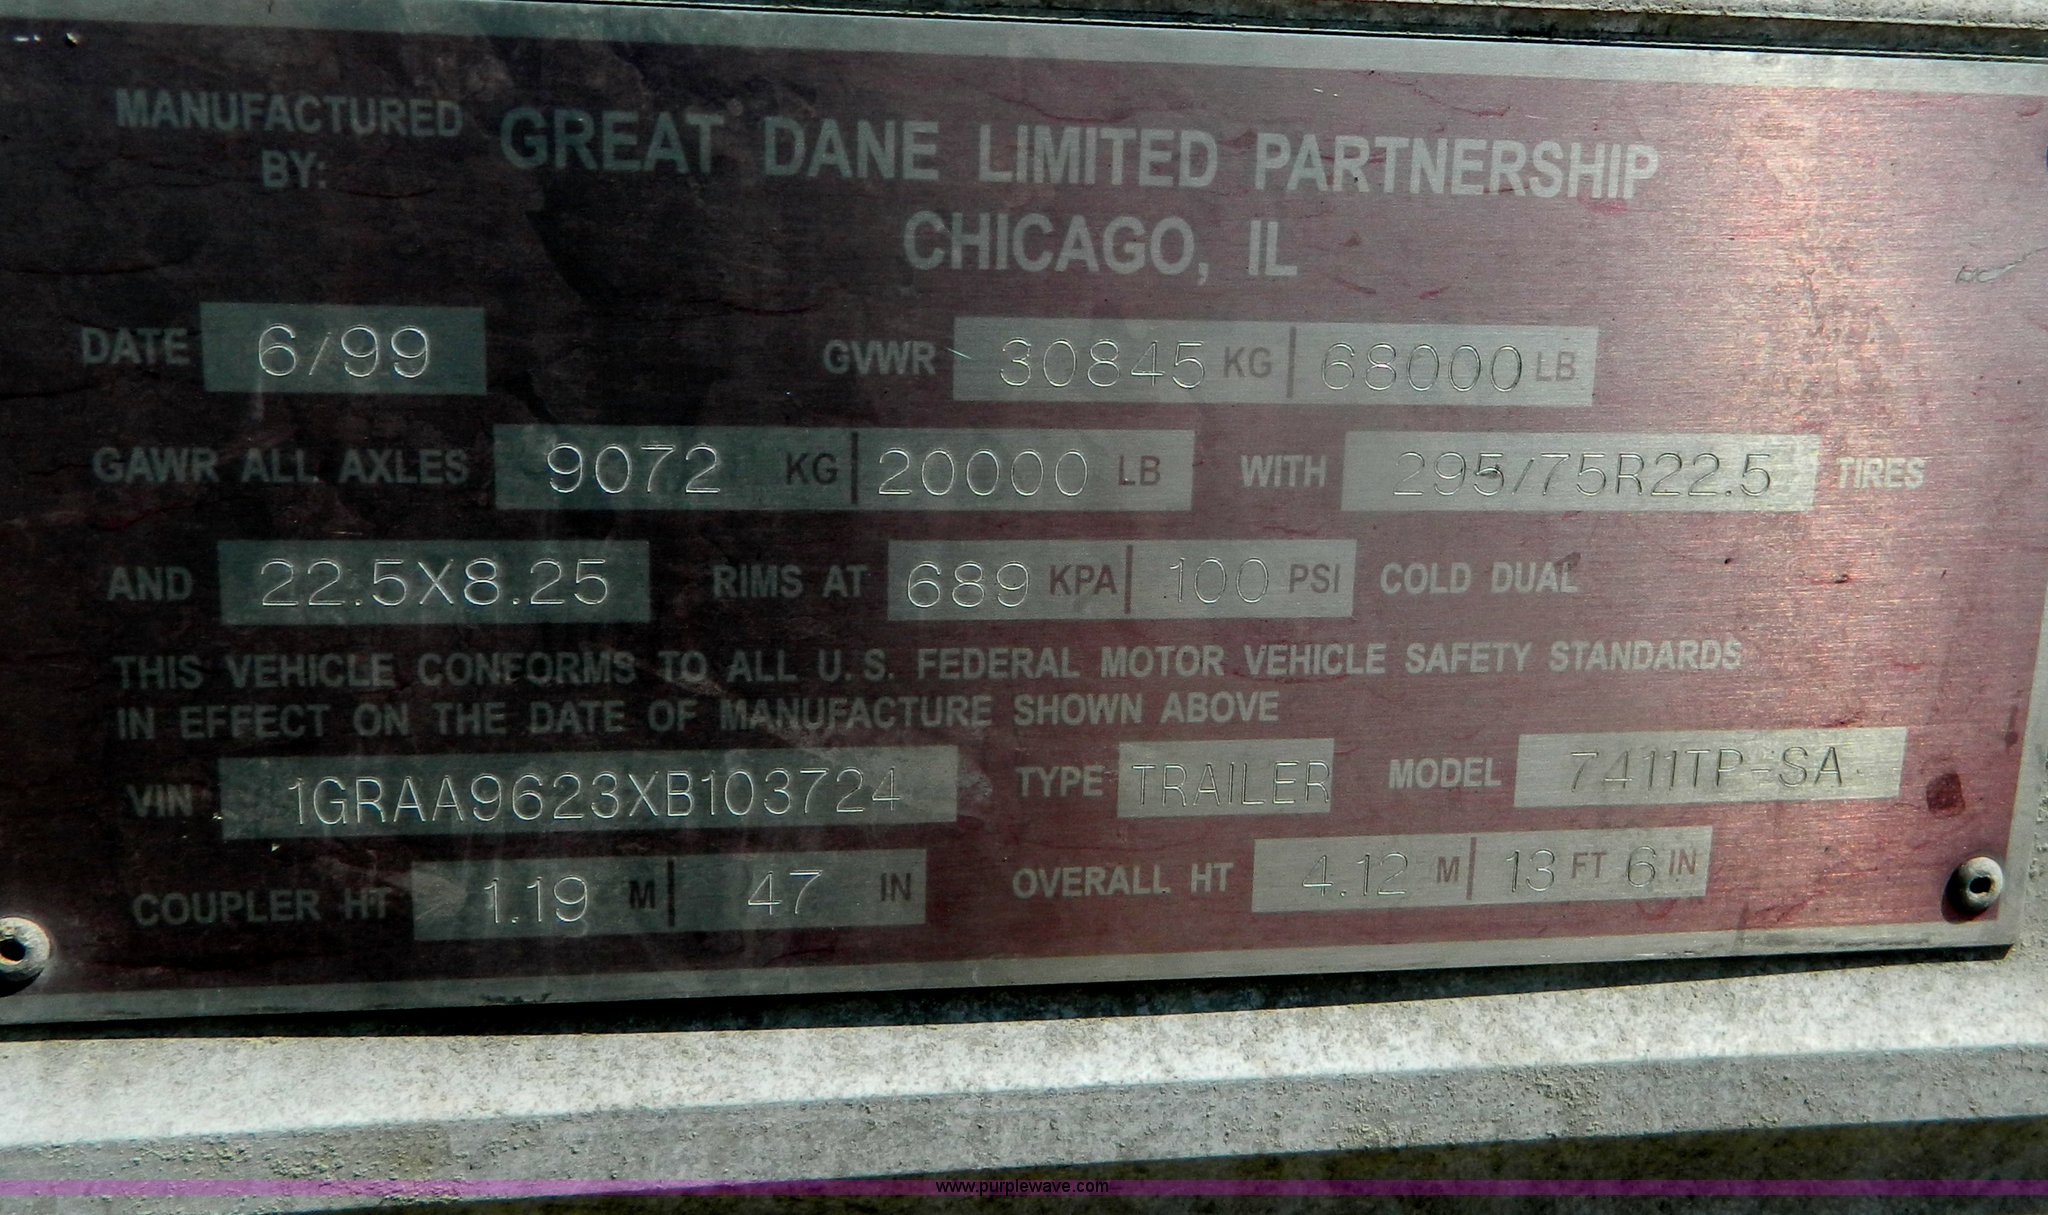 MANUFACTURED BY: GREAT DANE LIMITED PARTNERSHIP
CHICAGO, IL
DATE 6/99 GVWR 30845 KG | 68000 LB
GAWR ALL AXLES 9072 KG | 20000 LB WITH 295/75R22.5 TIRES
AND 22.5X8.25 RIMS AT 689 KPA | 100 PSI COLD DUAL
THIS VEHICLE CONFORMS TO ALL U.S. FEDERAL MOTOR VEHICLE SAFETY STANDARDS
IN EFFECT ON THE DATE OF MANUFACTURE SHOWN ABOVE
VIN 1GRAA9623XB103724 TYPE TRAILER MODEL 7411TP-SA
COUPLER HT 1.19 M | 47 IN OVERALL HT 4.12 M | 13 FT 6 IN
www.purplewave.com